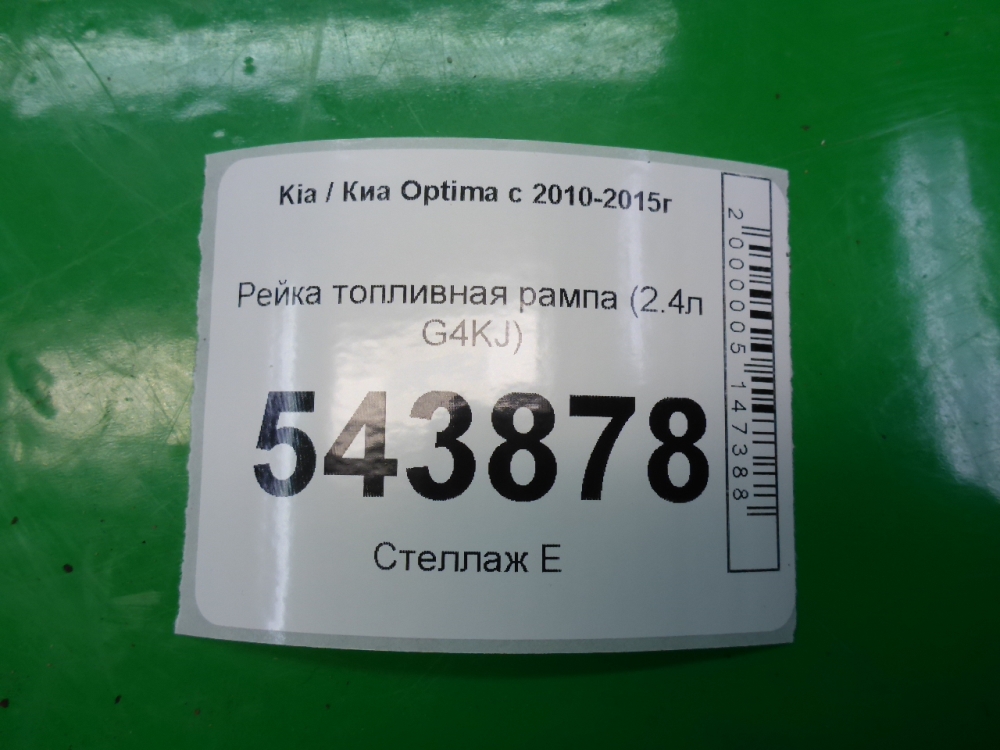 Kia / Киа Optima с 2010-2015г
Рейка топливная рампа (2.4л
G4KJ)
543878
Стеллаж Е
2000005147388